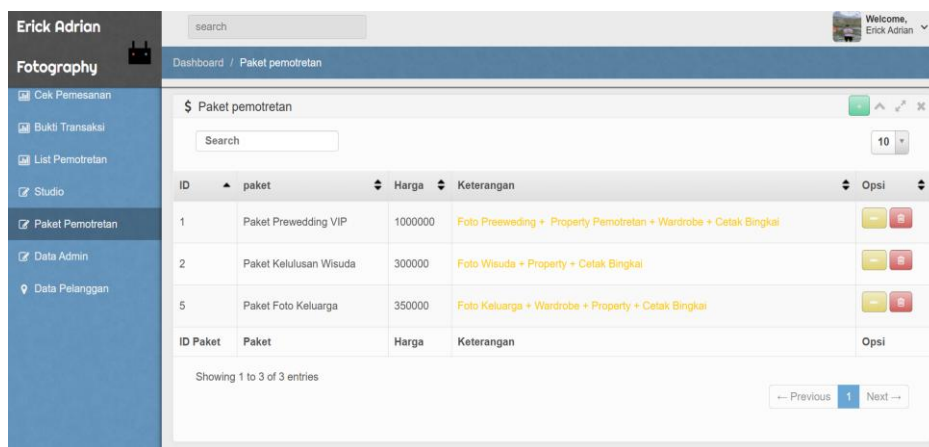 Erick Adrian
Fotography
search
Welcome,
Erick Adrian
Dashboard / Paket pemotretan
Cek Pemesanan
Bukti Transaksi
List Pemotretan
Studio
Paket Pemotretan
Data Admin
Data Pelanggan
$ Paket pemotretan
Search
10
ID paket Harga Keterangan Opsi
1 Paket Prewedding VIP 1000000 Foto Preeweding + Property Pemotretan + Wardrobe + Cetak Bingkai
2 Paket Kelulusan Wisuda 300000 Foto Wisuda + Property + Cetak Bingkai
5 Paket Foto Keluarga 350000 Foto Keluarga + Wardrobe + Property + Cetak Bingkai
ID Paket Paket Harga Keterangan Opsi
Showing 1 to 3 of 3 entries
← Previous 1 Next →